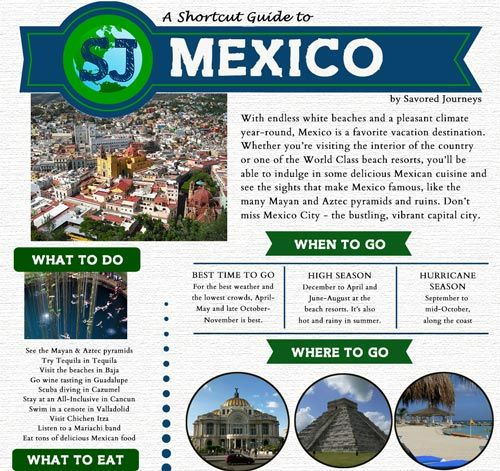 A Shortcut Guide to
SJ
MEXICO
by Savored Journeys
With endless white beaches and a pleasant climate
year-round, Mexico is a favorite vacation destination.
Whether you're visiting the interior of the country
or one of the World Class beach resorts, you'll be
able to indulge in some delicious Mexican cuisine and
see the sights that make Mexico famous, like the
many Mayan and Aztec pyramids and ruins. Don't
miss Mexico City - the bustling, vibrant capital city.
WHAT TO DO
See the Mayan & Aztec pyramids
Try Tequila in Tequila
Visit the beaches in Baja
Go wine tasting in Guadalupe
Scuba diving in Cazumel
Stay at an All-Inclusive in Cancun
Swim in a cenote in Valladolid
Visit Chichen Itza
Listen to a Mariachi band
Eat tons of delicious Mexican food
WHAT TO EAT
WHEN TO GO
BEST TIME TO GO
For the best weather and
the lowest crowds, April-
May and late October-
November is best.
HIGH SEASON
December to April and
June-August at the
beach resorts. It's also
hot and rainy in summer.
HURRICANE
SEASON
September to
mid-October,
along the coast
WHERE TO GO